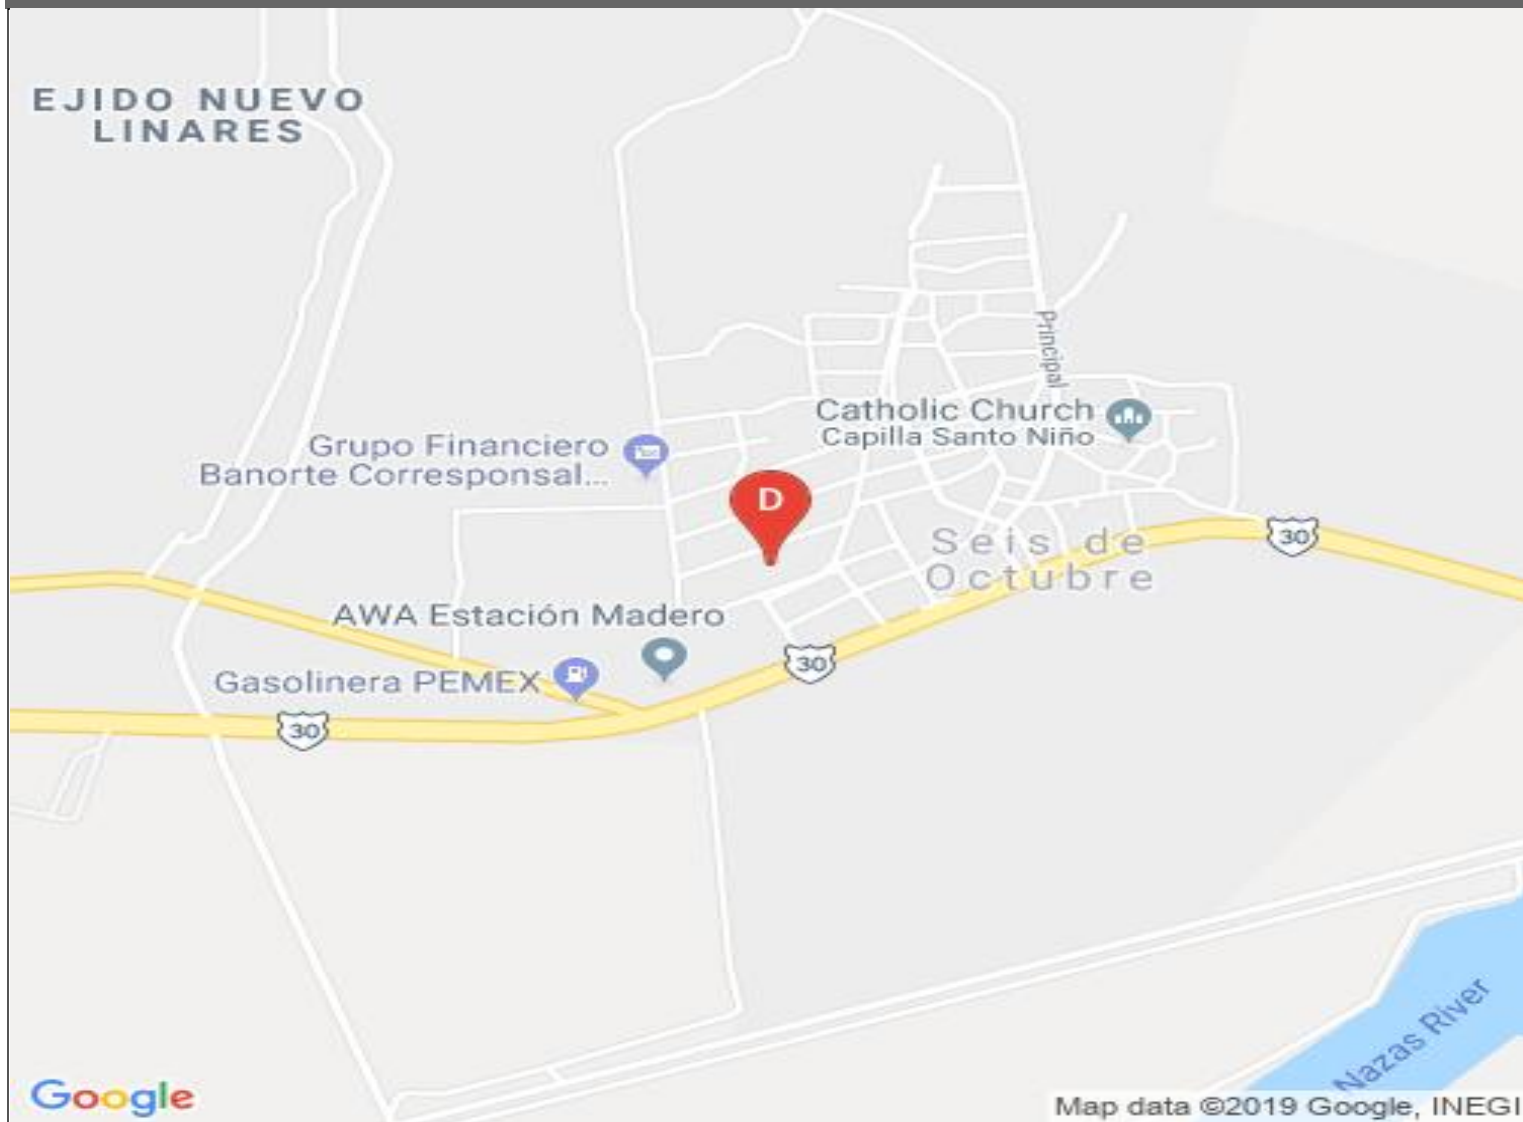 EJIDO NUEVO
LINARES
Principal
Catholic Church
Capilla Santo Niño
Grupo Financiero
Banorte Corresponsal...
D
Seis de
Octubre
30
AWA Estación Madero
30
Gasolinera PEMEX
30
Nazas River
Google
Map data ©2019 Google, INEGI